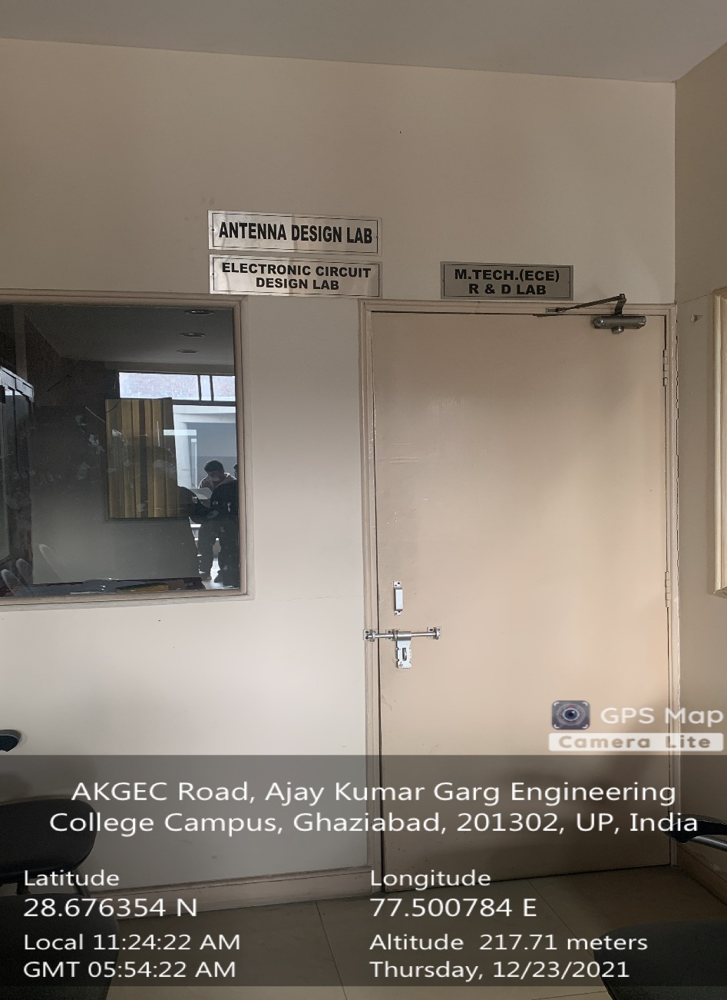 ANTENNA DESIGN LAB
ELECTRONIC CIRCUIT
DESIGN LAB
M.TECH.(ECE)
R & D LAB
GPS Map
Camera Lite
AKGEC Road, Ajay Kumar Garg Engineering
College Campus, Ghaziabad, 201302, UP, India
Latitude
28.676354 N
Longitude
77.500784 E
Local 11:24:22 AM
GMT 05:54:22 AM
Altitude 217.71 meters
Thursday, 12/23/2021